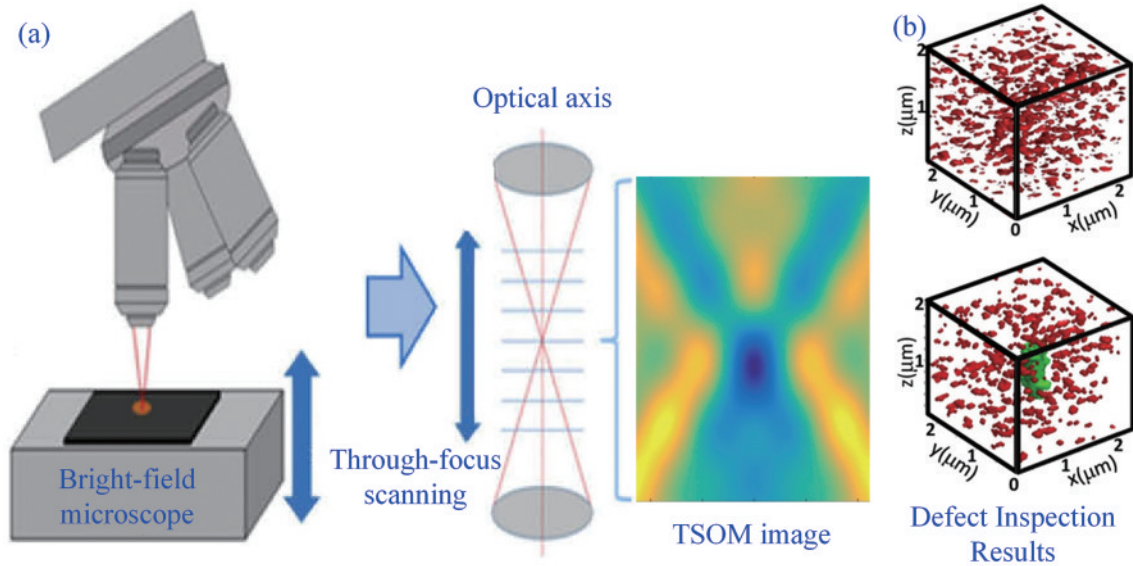 (a)
Optical axis
Through-focus
scanning
Bright-field
microscope
TSOM image
(b)
2
1
z(μm)
2
1
y(μm)
0
1
2
x(μm)
2
1
z(μm)
2
1
y(μm)
0
1
2
x(μm)
Defect Inspection
Results